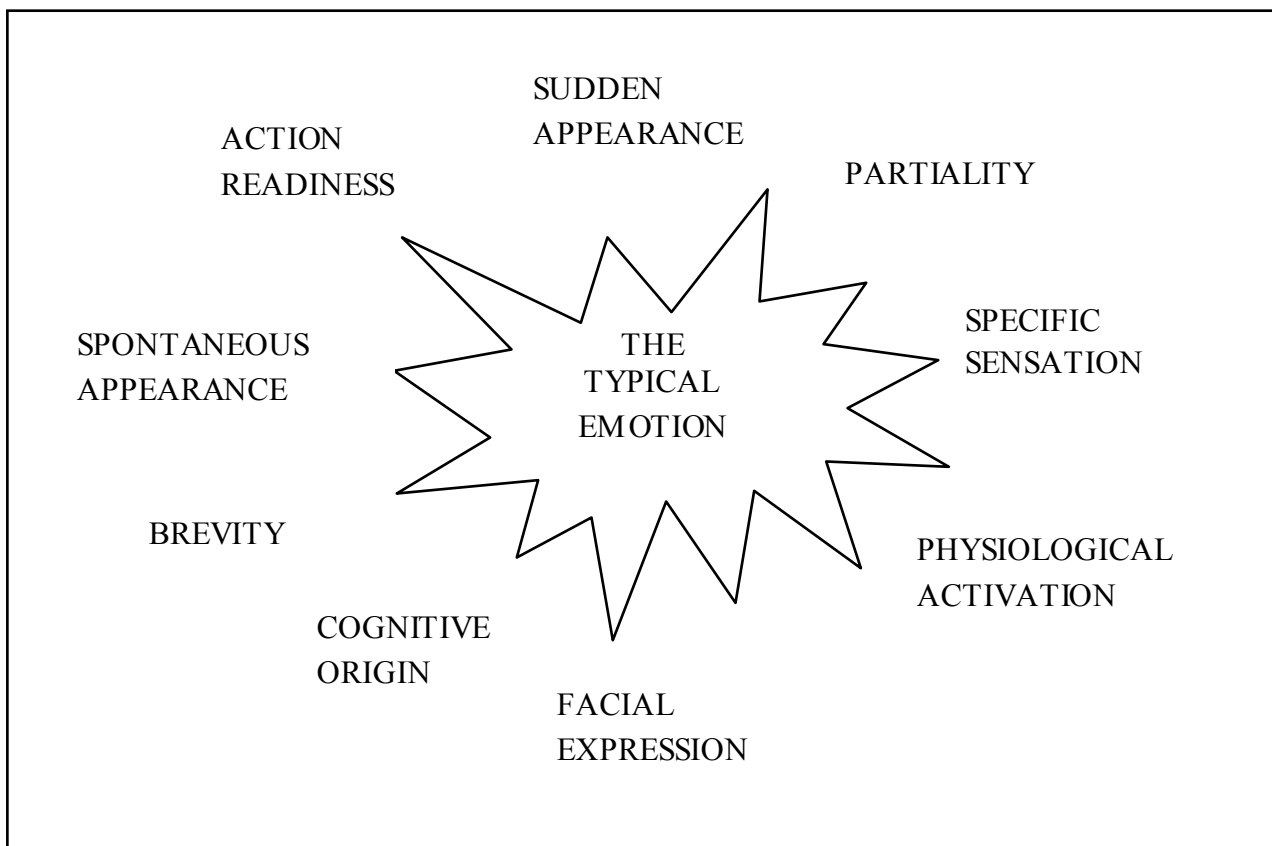 SUDDEN
APPEARANCE
ACTION
READINESS
PARTIALITY
SPONTANEOUS
APPEARANCE
THE
TYPICAL
EMOTION
SPECIFIC
SENSATION
BREVITY
PHYSIOLOGICAL
ACTIVATION
COGNITIVE
ORIGIN
FACIAL
EXPRESSION